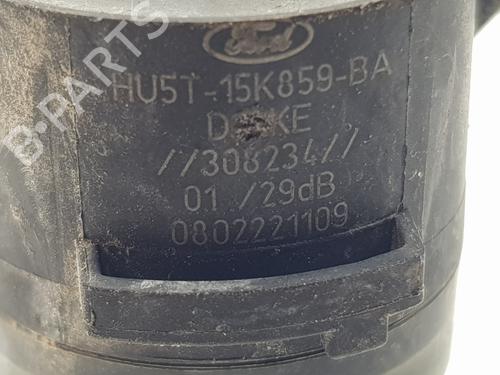 Ford
HU5T-15K859-BA
//308234//
01 /29dB
0802221109
B-PARTS